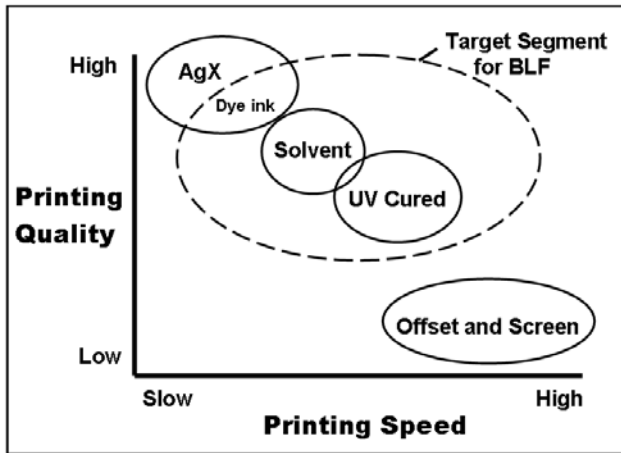 High
AgX
Dye ink
Target Segment
for BLF
Solvent
UV Cured
Printing
Quality
Offset and Screen
Low
Slow
High
Printing Speed